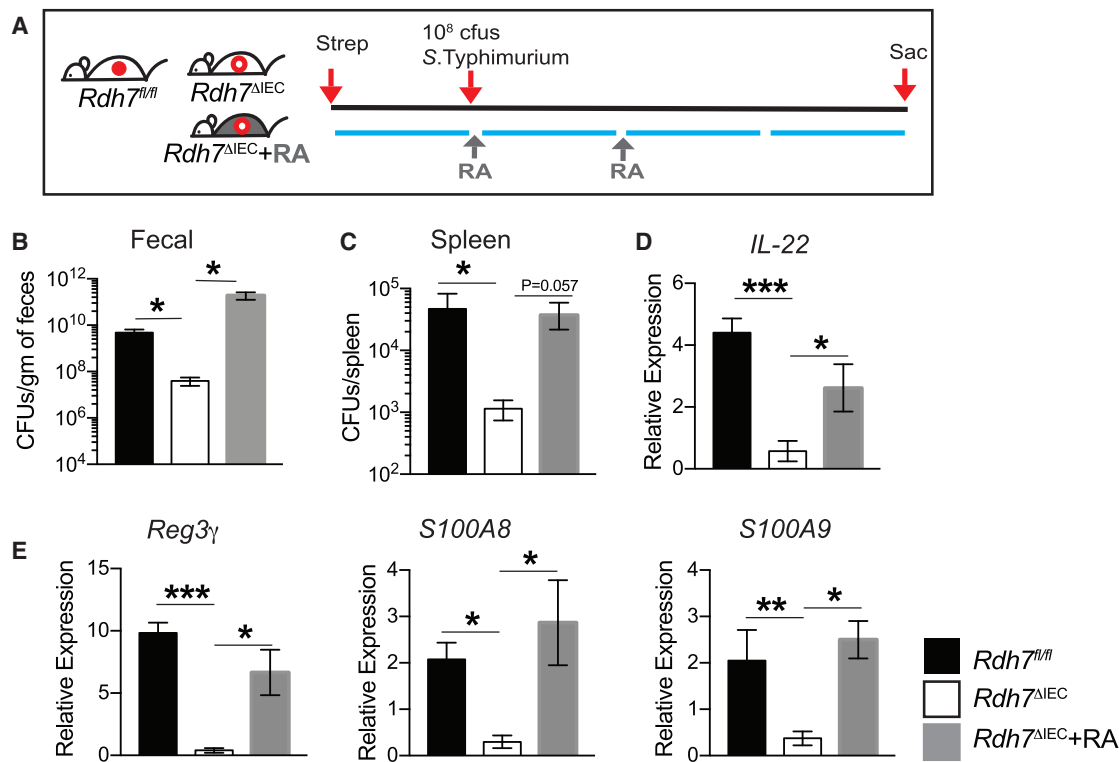 A
Strep
10⁸ cfus
S.Typhimurium
Sac
Rdh7fl/fl
Rdh7ΔIEC
Rdh7ΔIEC+RA
RA
RA
B
Fecal
CFUs/gm of feces
10¹²
10¹⁰
10⁸
10⁶
10⁴
*
*
C
Spleen
CFUs/spleen
10⁵
10⁴
10³
10²
*
P=0.057
D
IL-22
Relative Expression
6
4
2
0
***
*
E
Reg3γ
Relative Expression
15
10
5
0
***
*
S100A8
Relative Expression
4
3
2
1
0
*
*
S100A9
Relative Expression
4
3
2
1
0
**
*
Rdh7fl/fl
Rdh7ΔIEC
Rdh7ΔIEC+RA